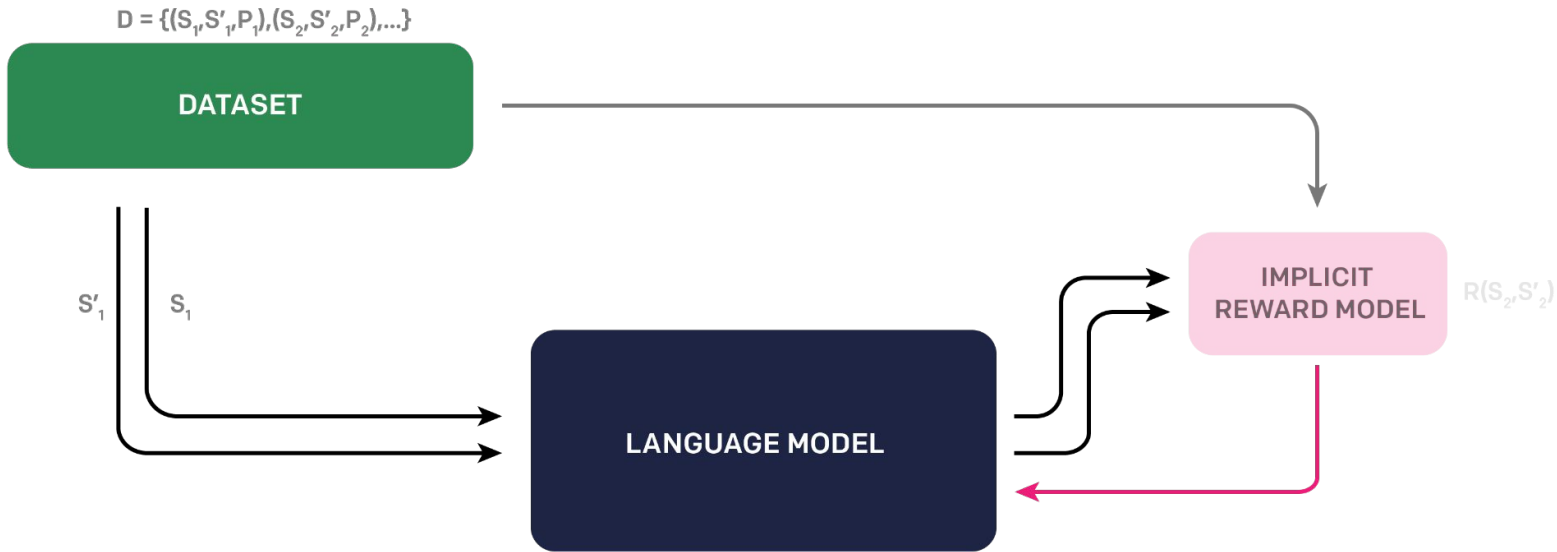 D = {(S₁,S′₁,P₁),(S₂,S′₂,P₂),...}
DATASET
S′₁
S₁
IMPLICIT
REWARD MODEL
R(S₂,S′₂)
LANGUAGE MODEL